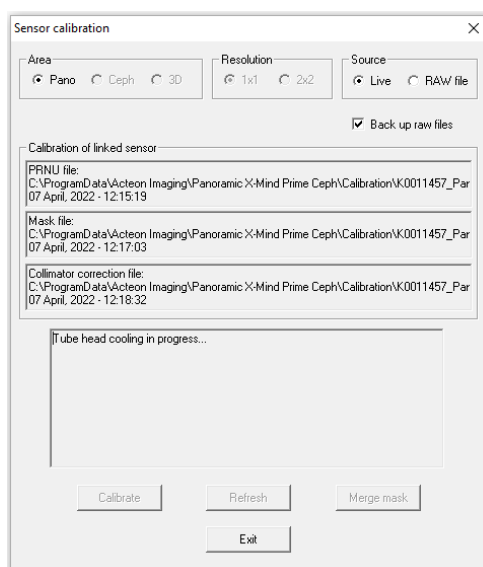 Sensor calibration
Area
Pano Ceph 3D
Resolution
1x1 2x2
Source
Live RAW file
Back up raw files
Calibration of linked sensor
PRNU file:
C:\ProgramData\Acteon Imaging\Panoramic X-Mind Prime Ceph\Calibration\K0011457_Par
07 April, 2022 - 12:15:19
Mask file:
C:\ProgramData\Acteon Imaging\Panoramic X-Mind Prime Ceph\Calibration\K0011457_Par
07 April, 2022 - 12:17:03
Collimator correction file:
C:\ProgramData\Acteon Imaging\Panoramic X-Mind Prime Ceph\Calibration\K0011457_Par
07 April, 2022 - 12:18:32
Tube head cooling in progress...
Calibrate Refresh Merge mask
Exit